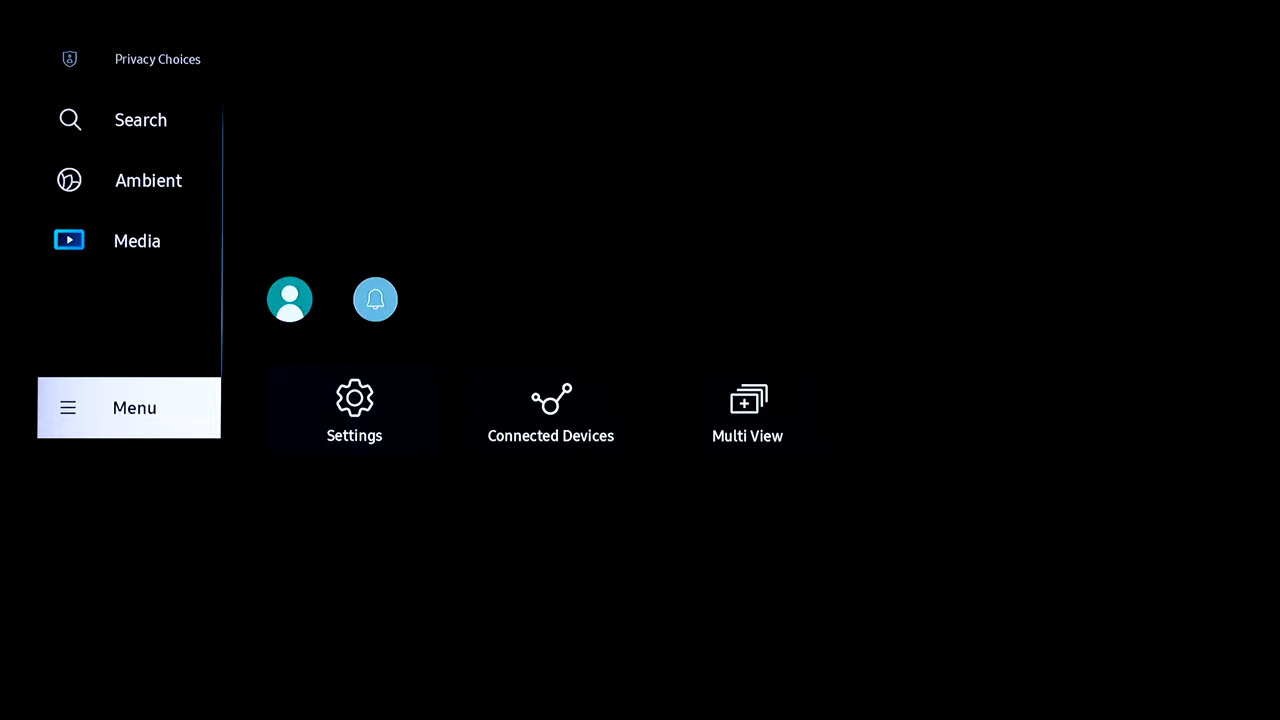 Privacy Choices
Search
Ambient
Media
Menu
Settings
Connected Devices
Multi View